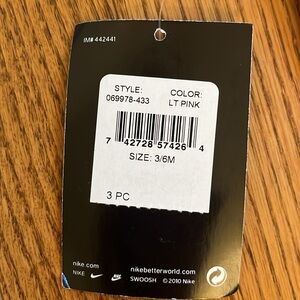 IM# 442441
STYLE: COLOR:
069978-433 LT PINK
7 42728 57426 4
SIZE: 3/6M
3 PC
nike.com nikebetterworld.com
NIKE SWOOSH © 2010 Nike